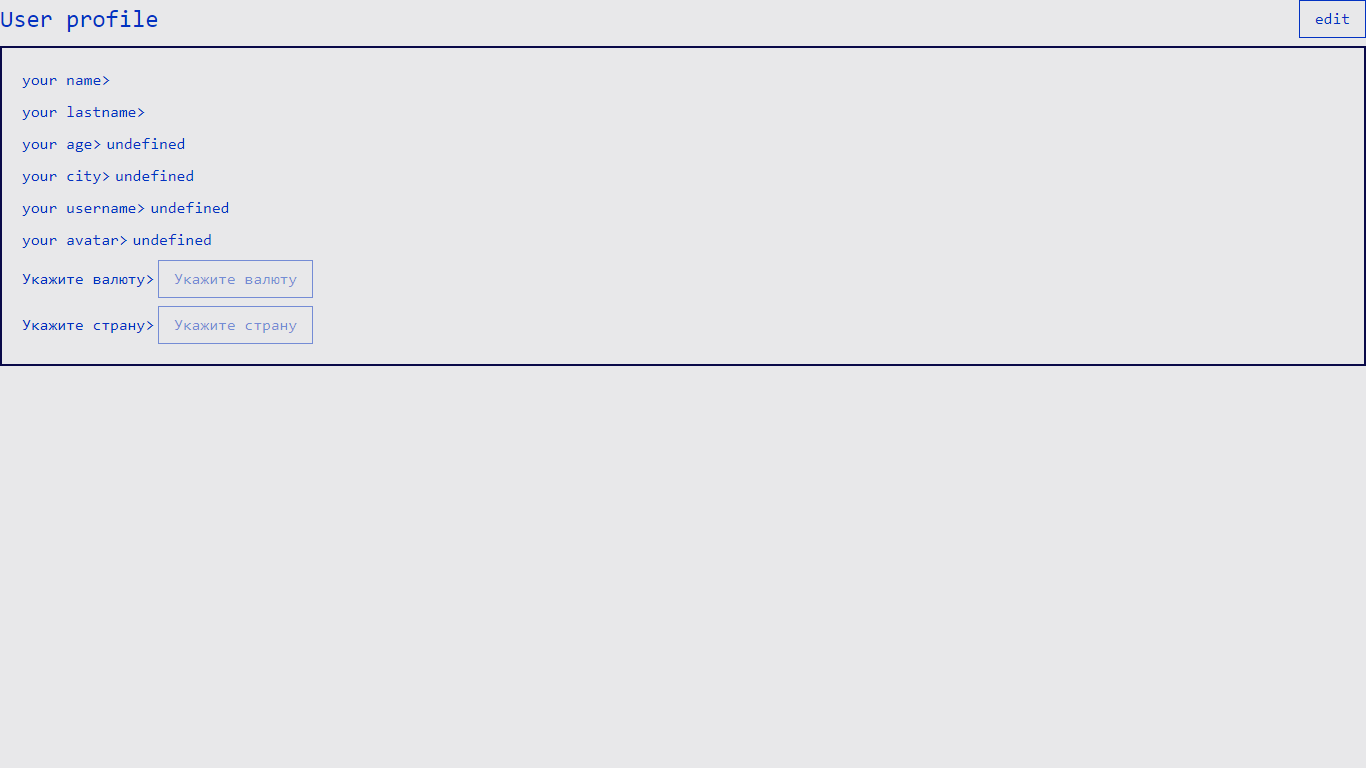 User profile
edit
your name>
your lastname>
your age> undefined
your city> undefined
your username> undefined
your avatar> undefined
Укажите валюту> Укажите валюту
Укажите страну> Укажите страну